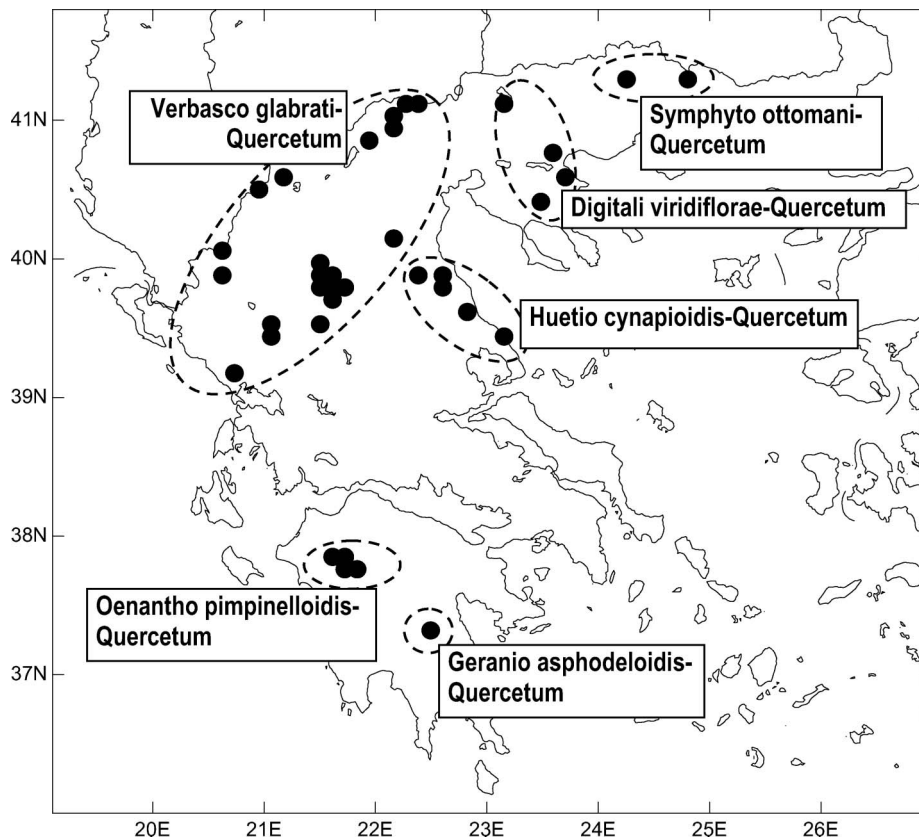 Verbasco glabrati-
Quercetum
Symphyto ottomani-
Quercetum
Digitali viridiflorae-Quercetum
Huetio cynapioidis-Quercetum
Oenantho pimpinelloidis-
Quercetum
Geranio asphodeloidis-
Quercetum
41N
40N
39N
38N
37N
20E 21E 22E 23E 24E 25E 26E